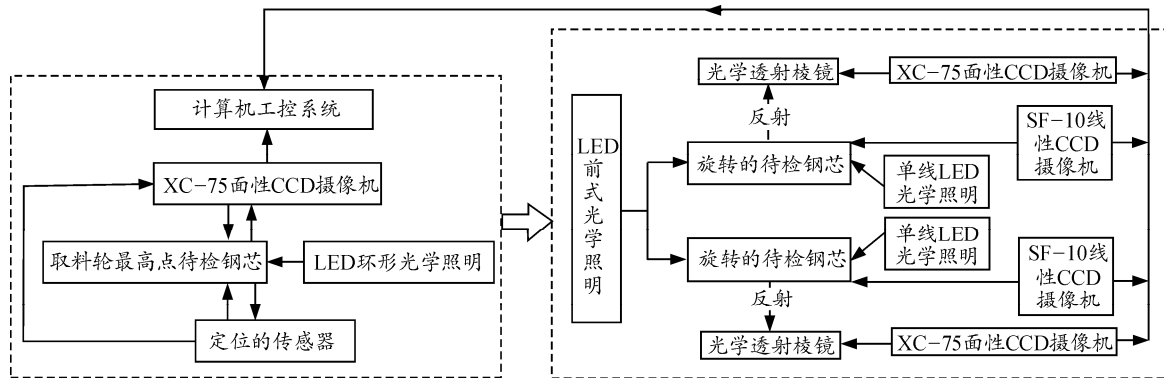 计算机工控系统
XC-75面性CCD摄像机
取料轮最高点待检钢芯
LED环形光学照明
定位的传感器
LED
前
式
光
学
照
明
光学透射棱镜
XC-75面性CCD摄像机
反射
旋转的待检钢芯
SF-10线
性CCD
摄像机
单线LED
光学照明
单线LED
光学照明
旋转的待检钢芯
SF-10线
性CCD
摄像机
反射
光学透射棱镜
XC-75面性CCD摄像机